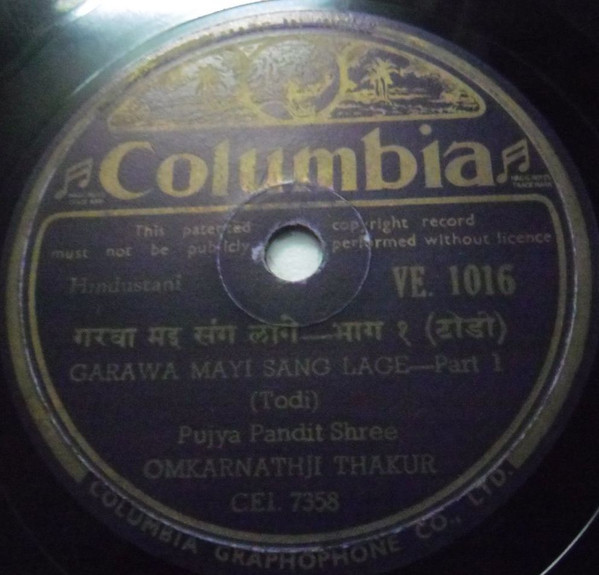 Columbia
This patented copyright record
must not be publicly performed without licence
Hindustani VE. 1016
गरवा मइ संग लागे—भाग १ (टोडी)
GARAWA MAYI SANG LAGE—Part 1
(Todi)
Pujya Pandit Shree
OMKARNATHJI THAKUR
CEI. 7358
COLUMBIA GRAPHOPHONE CO., LTD.